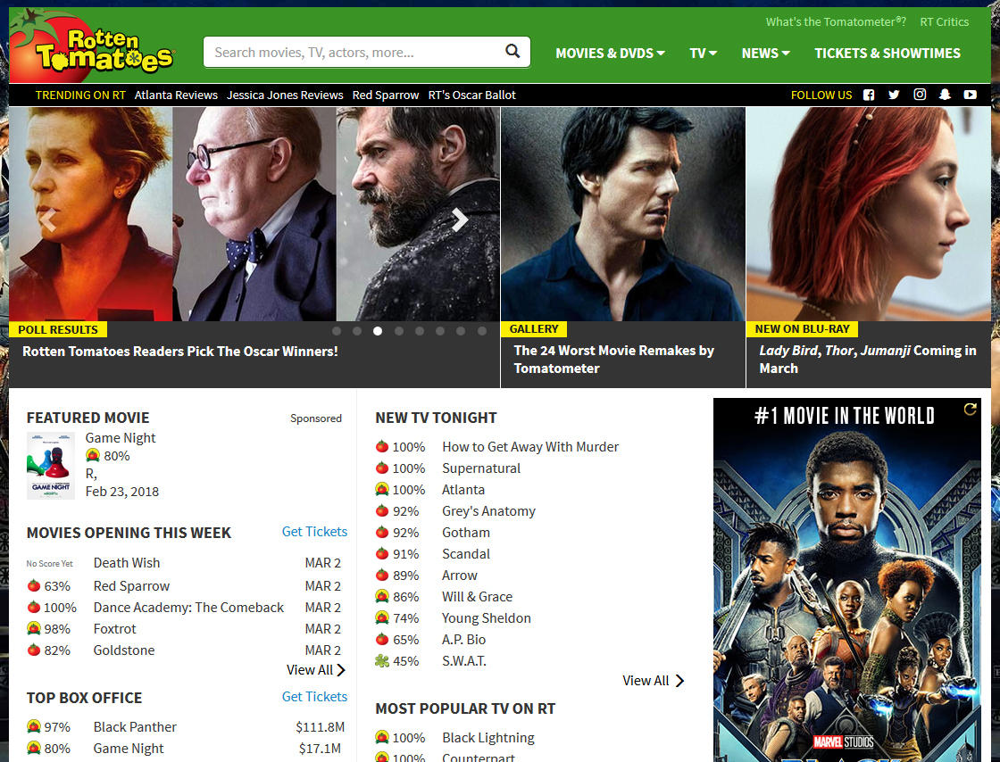 What's the Tomatometer®? RT Critics
Rotten
Tomatoes
Search movies, TV, actors, more...
MOVIES & DVDS TV NEWS TICKETS & SHOWTIMES
TRENDING ON RT Atlanta Reviews Jessica Jones Reviews Red Sparrow RT's Oscar Ballot FOLLOW US
POLL RESULTS
Rotten Tomatoes Readers Pick The Oscar Winners!
GALLERY
The 24 Worst Movie Remakes by
Tomatometer
NEW ON BLU-RAY
Lady Bird, Thor, Jumanji Coming in
March
FEATURED MOVIE Sponsored
GAME NIGHT
Game Night
80%
R,
Feb 23, 2018
MOVIES OPENING THIS WEEK Get Tickets
No Score Yet Death Wish MAR 2
63% Red Sparrow MAR 2
100% Dance Academy: The Comeback MAR 2
98% Foxtrot MAR 2
82% Goldstone MAR 2
View All
TOP BOX OFFICE Get Tickets
97% Black Panther $111.8M
80% Game Night $17.1M
NEW TV TONIGHT
100% How to Get Away With Murder
100% Supernatural
100% Atlanta
92% Grey's Anatomy
92% Gotham
91% Scandal
89% Arrow
86% Will & Grace
74% Young Sheldon
65% A.P. Bio
45% S.W.A.T.
View All
MOST POPULAR TV ON RT
100% Black Lightning
100% Counterpart
#1 MOVIE IN THE WORLD
MARVEL STUDIOS